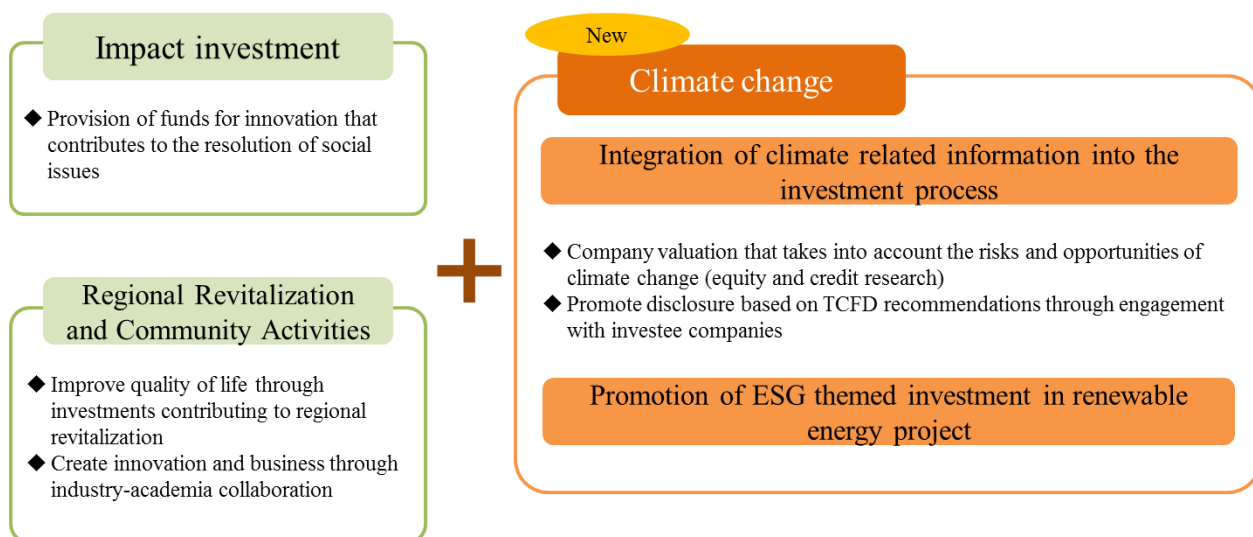 Impact investment
◆ Provision of funds for innovation that
contributes to the resolution of social
issues
Regional Revitalization
and Community Activities
◆ Improve quality of life through
investments contributing to regional
revitalization
◆ Create innovation and business through
industry-academia collaboration
New
Climate change
Integration of climate related information into the
investment process
◆ Company valuation that takes into account the risks and opportunities of
climate change (equity and credit research)
◆ Promote disclosure based on TCFD recommendations through engagement
with investee companies
Promotion of ESG themed investment in renewable
energy project